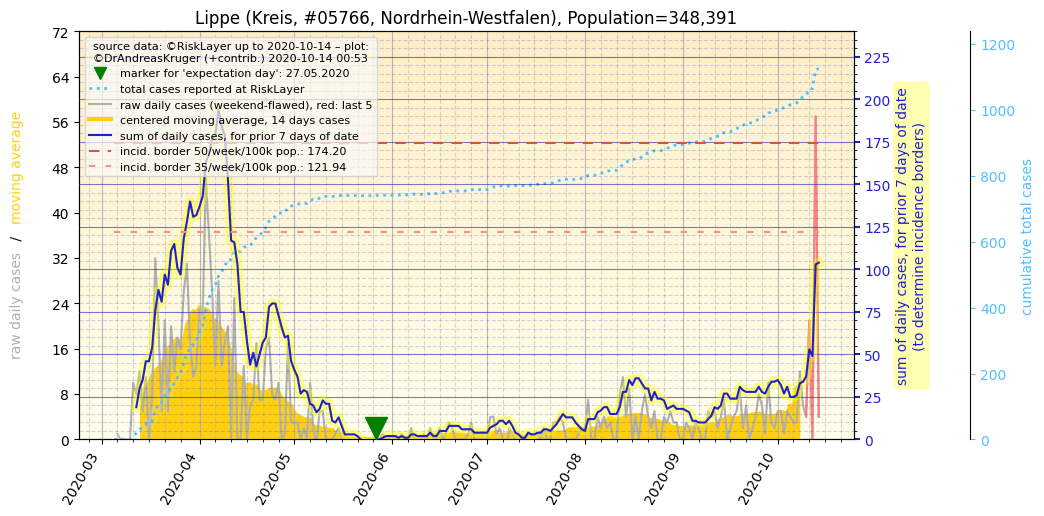 Lippe (Kreis, #05766, Nordrhein-Westfalen), Population=348,391
source data: ©RiskLayer up to 2020-10-14 – plot:
©DrAndreasKruger (+contrib.) 2020-10-14 00:53
marker for 'expectation day': 27.05.2020
total cases reported at RiskLayer
raw daily cases (weekend-flawed), red: last 5
centered moving average, 14 days cases
sum of daily cases, for prior 7 days of date
incid. border 50/week/100k pop.: 174.20
incid. border 35/week/100k pop.: 121.94
raw daily cases / moving average
72
64
56
48
40
32
24
16
8
0
2020-03
2020-04
2020-05
2020-06
2020-07
2020-08
2020-09
2020-10
225
200
175
150
125
100
75
50
25
0
sum of daily cases, for prior 7 days of date
(to determine incidence borders)
1200
1000
800
600
400
200
0
cumulative total cases